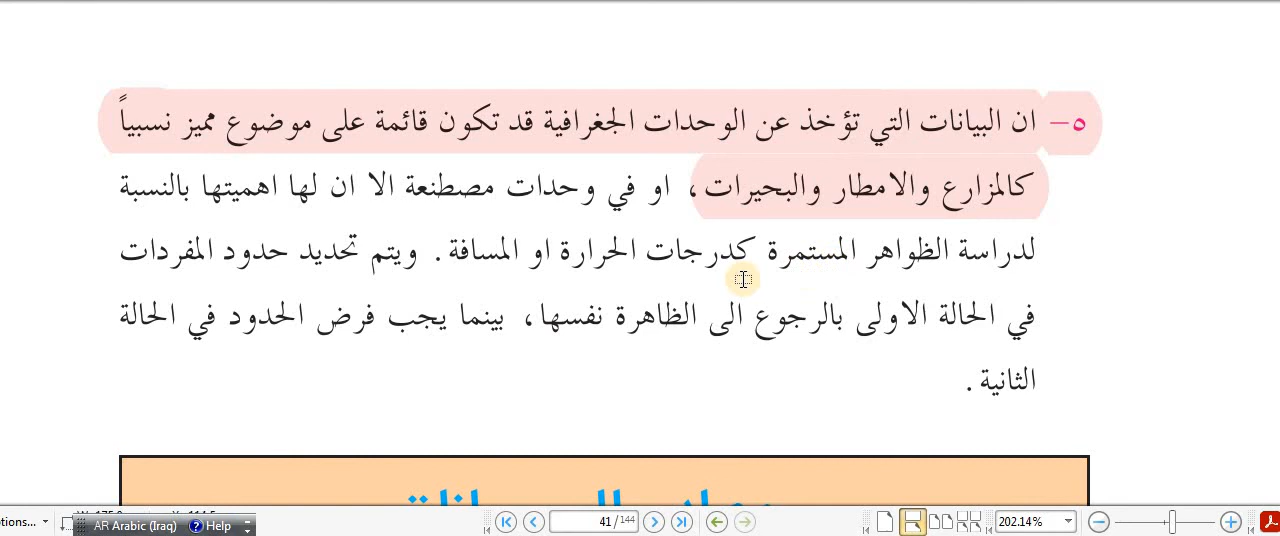 ٥- ان البيانات التي تؤخذ عن الوحدات الجغرافية قد تكون قائمة على موضوع مميز نسبياً
كالمزارع والامطار والبحيرات، او في وحدات مصطنعة الا ان لها اهميتها بالنسبة
لدراسة الظواهر المستمرة كدرجات الحرارة او المسافة. ويتم تحديد حدود المفردات
في الحالة الاولى بالرجوع الى الظاهرة نفسها، بينما يجب فرض الحدود في الحالة
الثانية.
tions...
AR Arabic (Iraq) ? Help
41 / 144
202.14%